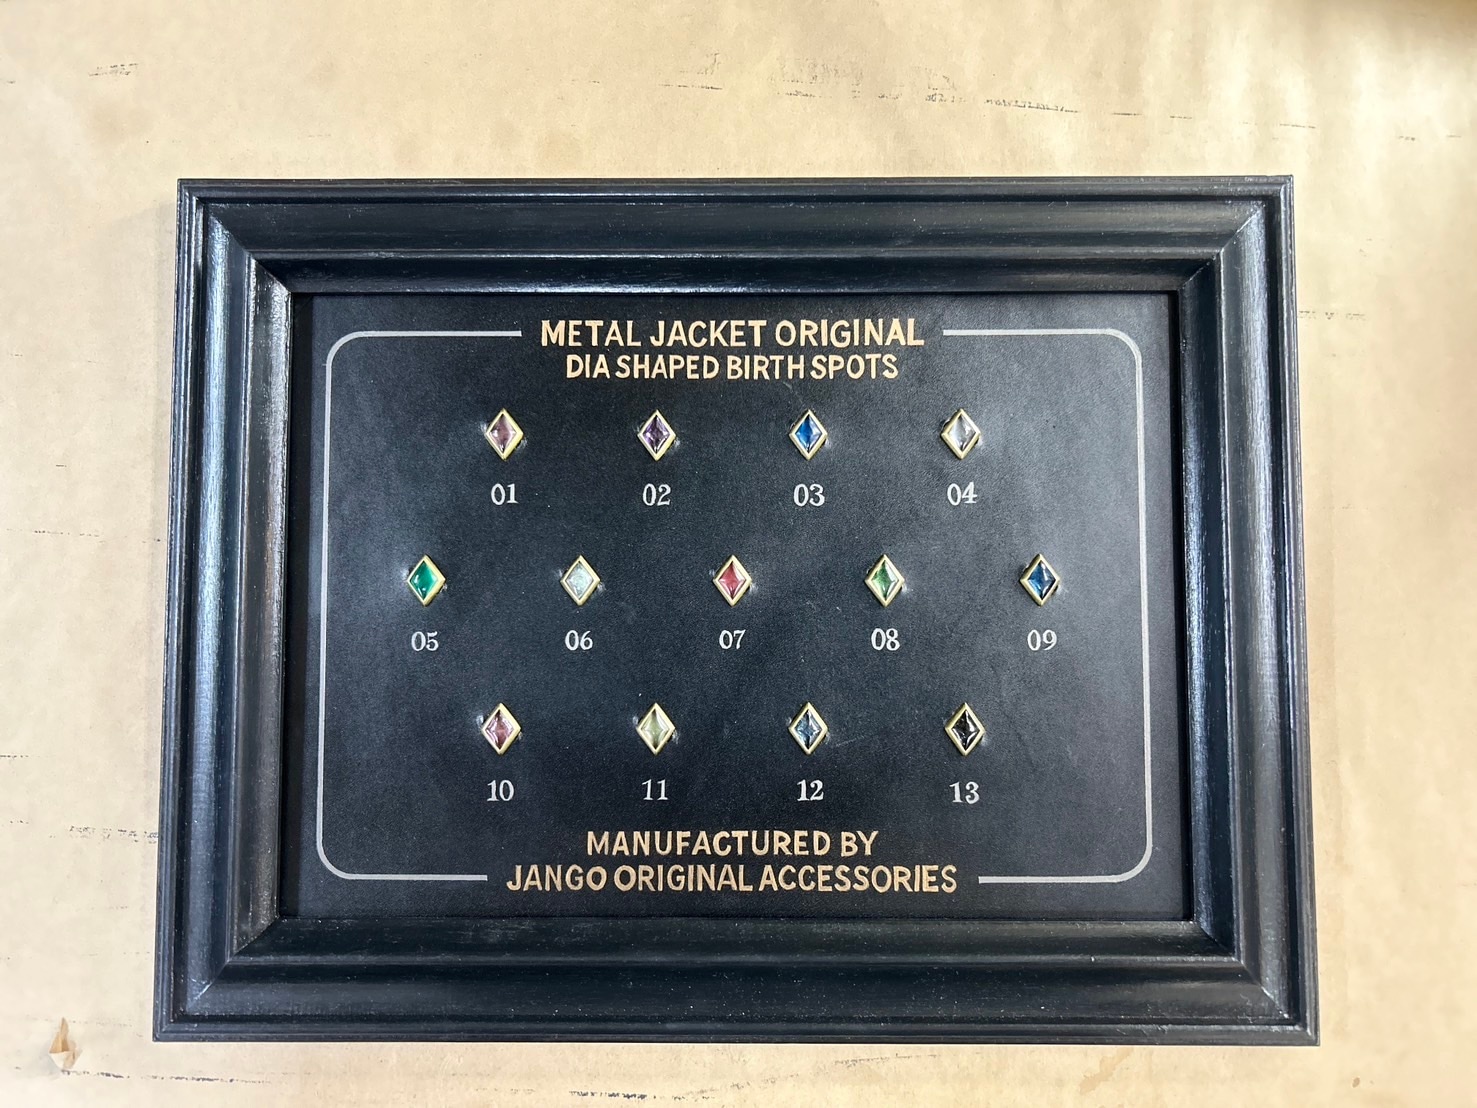 METAL JACKET ORIGINAL
DIA SHAPED BIRTH SPOTS
01 02 03 04
05 06 07 08 09
10 11 12 13
MANUFACTURED BY
JANGO ORIGINAL ACCESSORIES